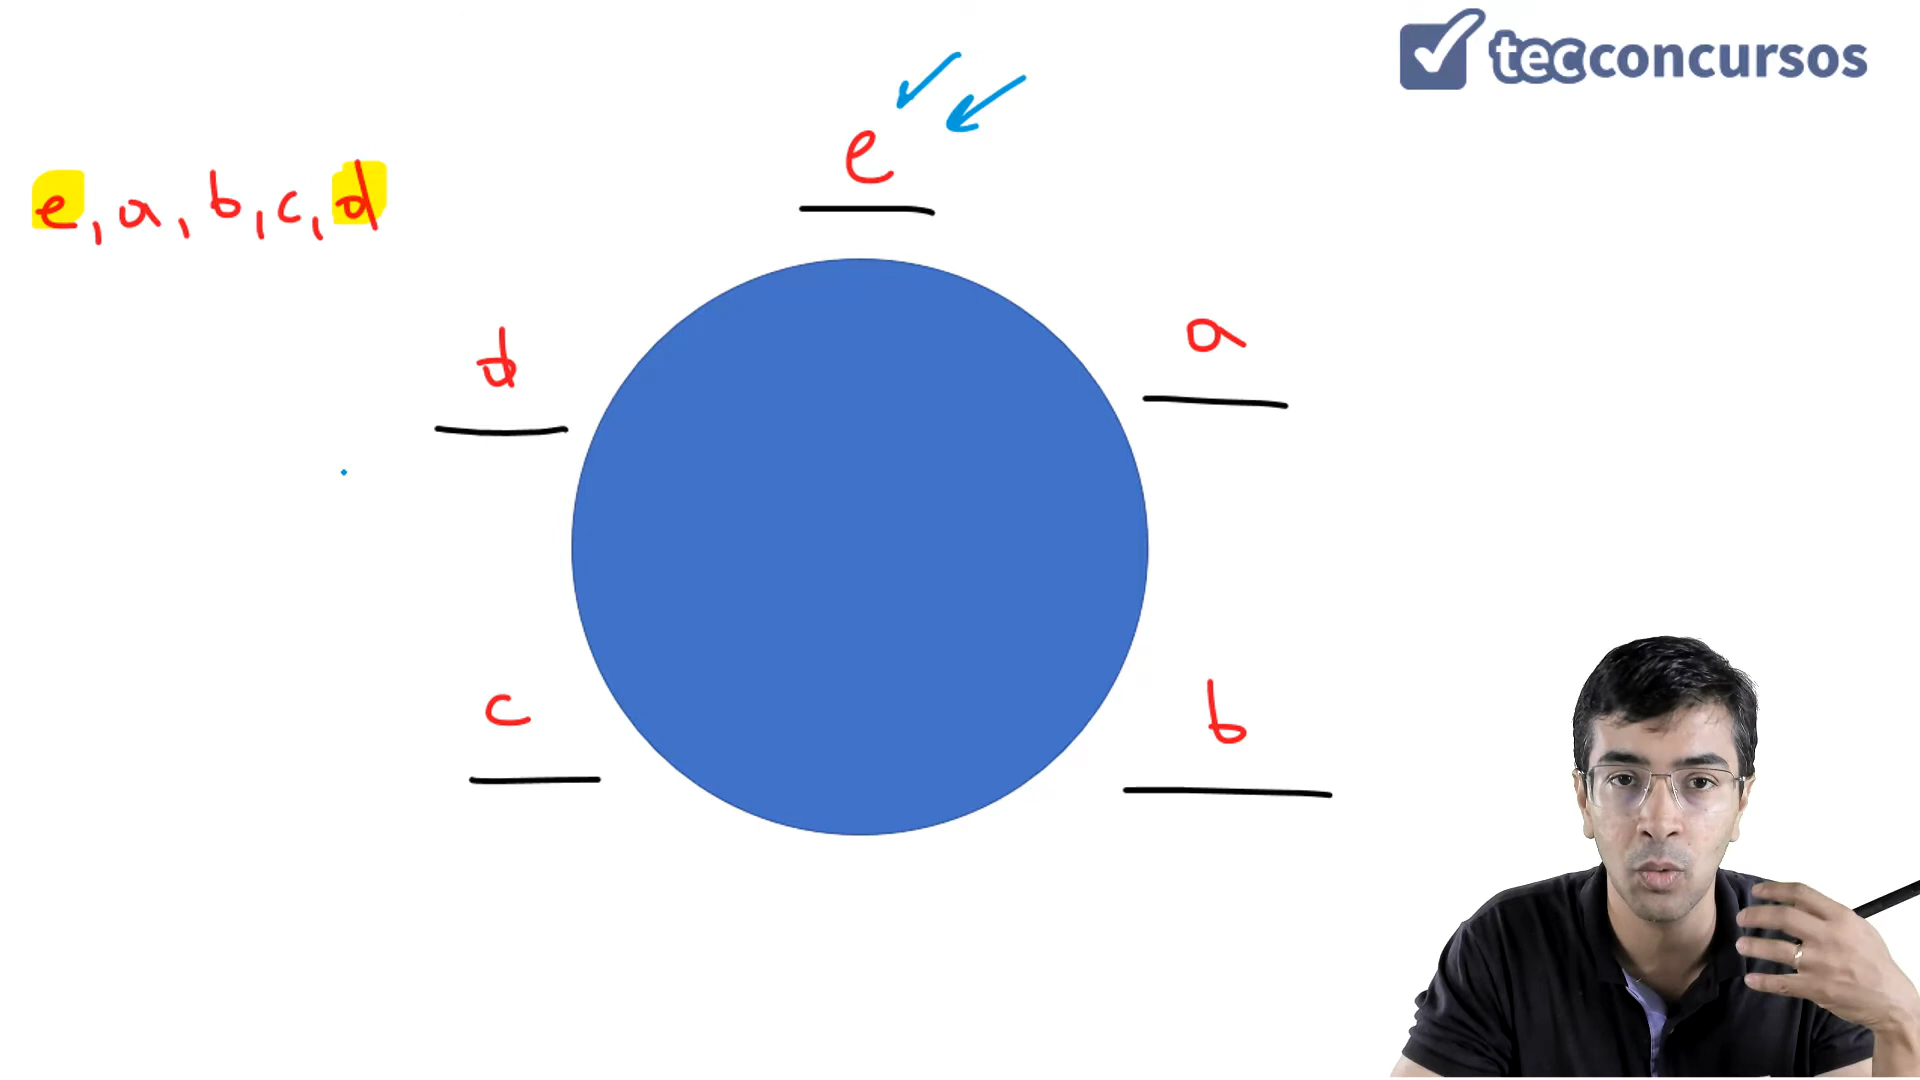 tecconcursos
e
e, a, b, c, d
a
d
c
b